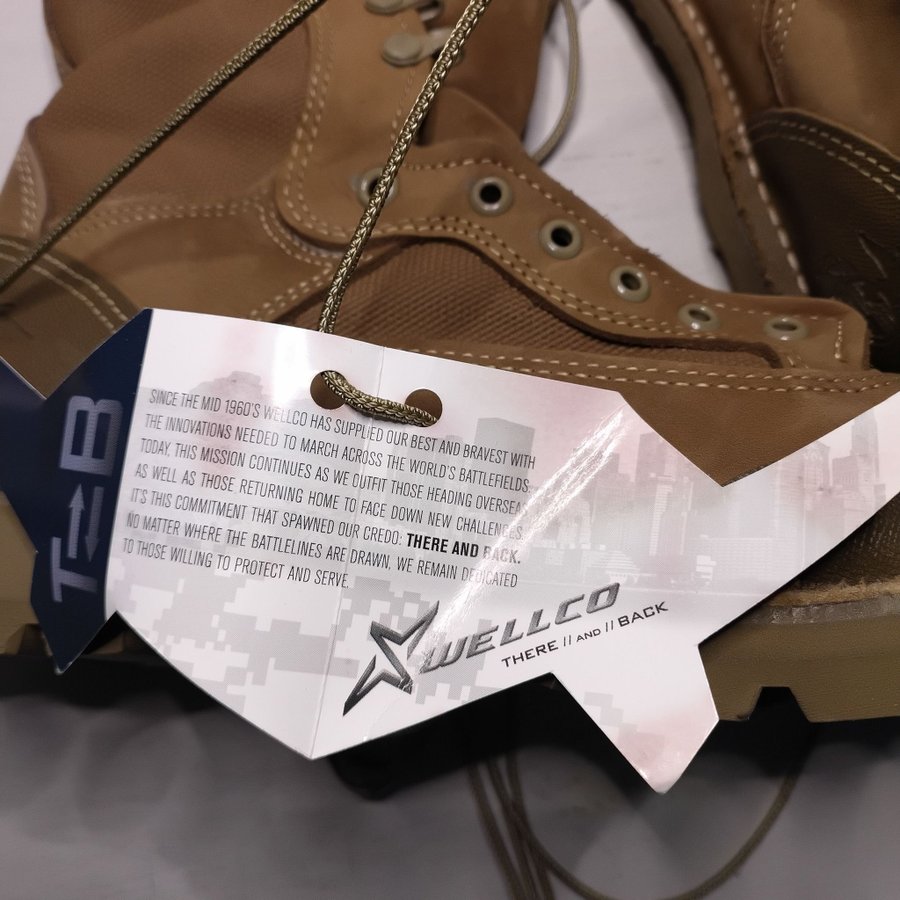 SINCE THE MID 1960'S WELLCO HAS SUPPLIED OUR BEST AND BRAVEST WITH
THE INNOVATIONS NEEDED TO MARCH ACROSS THE WORLD'S BATTLEFIELDS.
TODAY, THIS MISSION CONTINUES AS WE OUTFIT THOSE HEADING OVERSEAS
AS WELL AS THOSE RETURNING HOME TO FACE DOWN NEW CHALLENGES.
IT'S THIS COMMITMENT THAT SPAWNED OUR CREDO: THERE AND BACK.
NO MATTER WHERE THE BATTLELINES ARE DRAWN, WE REMAIN DEDICATED
TO THOSE WILLING TO PROTECT AND SERVE.
WELLCO
THERE // AND // BACK
T B